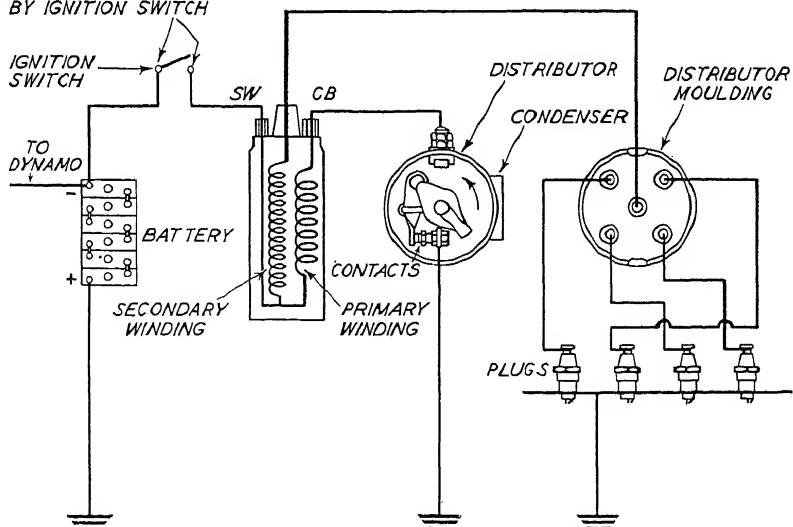 BY IGNITION SWITCH
IGNITION
SWITCH
SW
CB
DISTRIBUTOR
CONDENSER
DISTRIBUTOR
MOULDING
TO
DYNAMO
-
BATTERY
+
CONTACTS
SECONDARY
WINDING
PRIMARY
WINDING
PLUGS